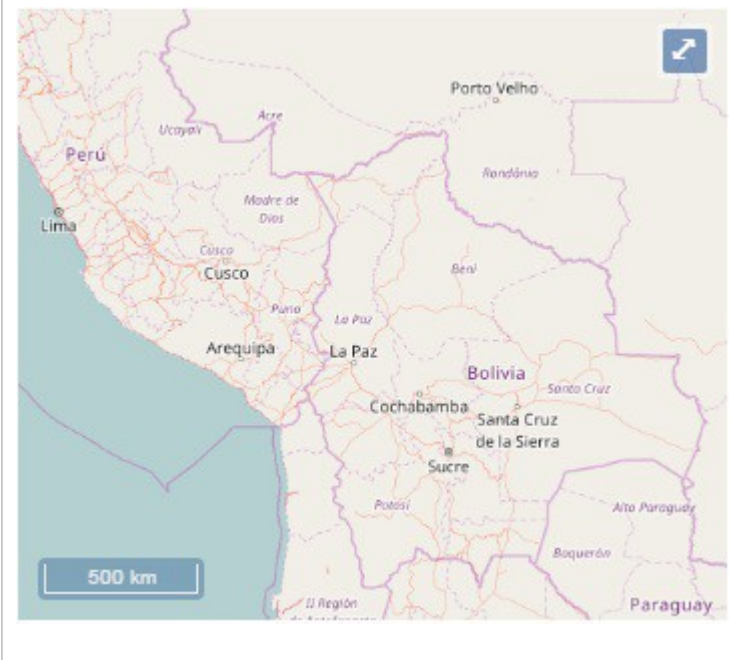 Porto Velho
Acre
Ucayali
Perú
Rondônia
Madre de
Dios
Lima
Cusco
Cusco
Beni
Puno
La Paz
Arequipa
La Paz
Bolivia
Santa Cruz
Cochabamba
Santa Cruz
de la Sierra
Sucre
Potosí
Alto Paraguay
Boquerón
500 km
II Región
Paraguay